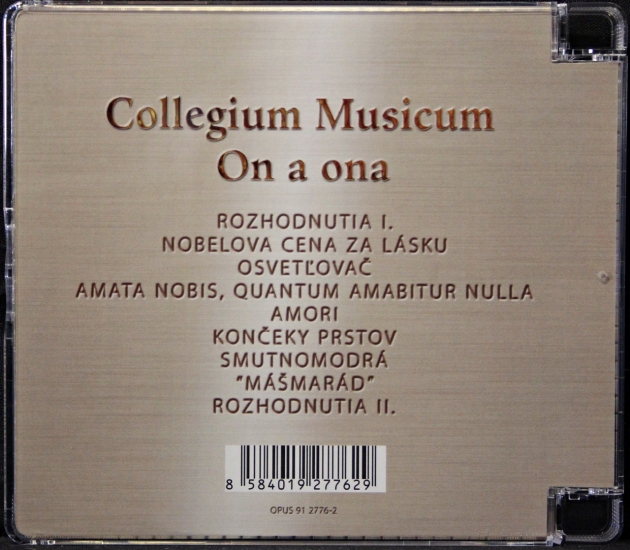 Collegium Musicum
On a ona
ROZHODNUTIA I.
NOBELOVA CENA ZA LÁSKU
OSVETĽOVAČ
AMATA NOBIS, QUANTUM AMABITUR NULLA
AMORI
KONČEKY PRSTOV
SMUTNOMODRÁ
"MÁŠMARÁD"
ROZHODNUTIA II.
8 584019 277629
OPUS 91 2776-2